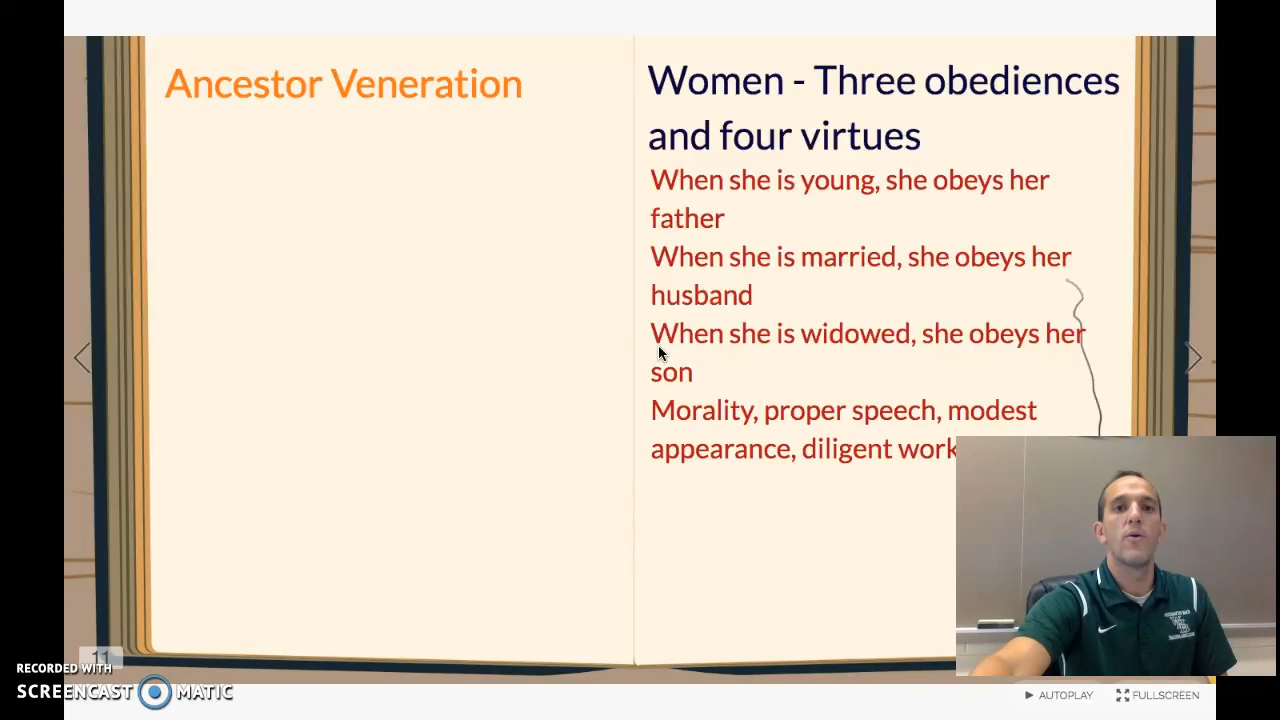 Ancestor Veneration
Women - Three obediences
and four virtues
When she is young, she obeys her
father
When she is married, she obeys her
husband
When she is widowed, she obeys her
son
Morality, proper speech, modest
appearance, diligent work
11
RECORDED WITH
SCREENCAST MATIC
AUTOPLAY
FULLSCREEN